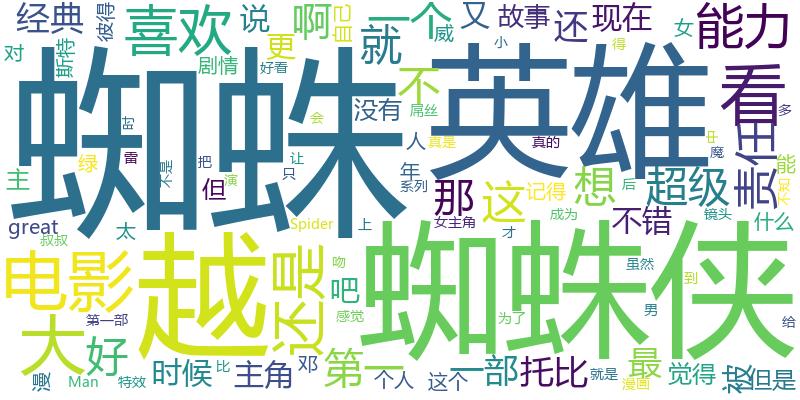 经典
彼得
喜欢
说
啊
自己
一个
威
又
故事
还
现在
女
能力
对
斯特
剧情
更
好看
就
小
得
蜘蛛
英雄
看
不
没有
屌丝
会
人
真是
真的
多
责任
魔
能
主
绿
雷
不是
把
但
演
只
让
年
系列
那
这
记得
想
后
超级
不错
镜头
什么
不知
great
叔叔
太
Spider
上
女主角
才
成为
电影
越
还是
蜘蛛侠
大
第一部
好
吧
吻
感觉
虽然
到
为了
男
给
漫
Man
特效
时候
比
主角
邓
第一
个人
这个
一部
托比
就是
漫画
最
觉得
被
但是